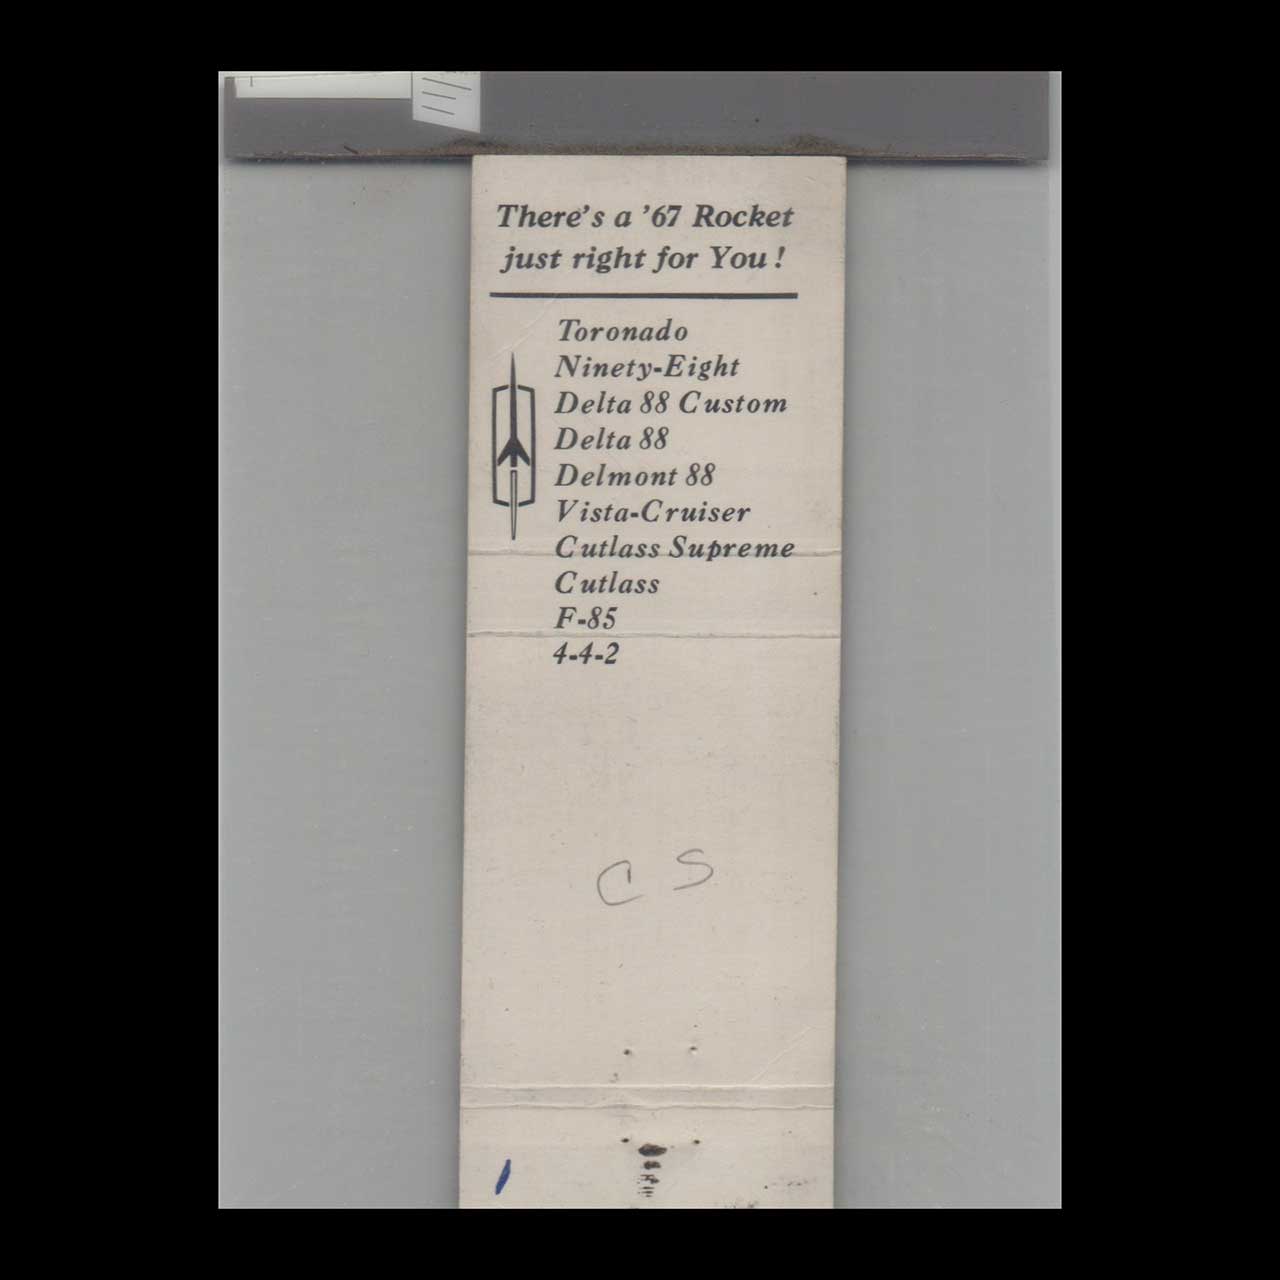 There's a '67 Rocket
just right for You!
Toronado
Ninety-Eight
Delta 88 Custom
Delta 88
Delmont 88
Vista-Cruiser
Cutlass Supreme
Cutlass
F-85
4-4-2
C S